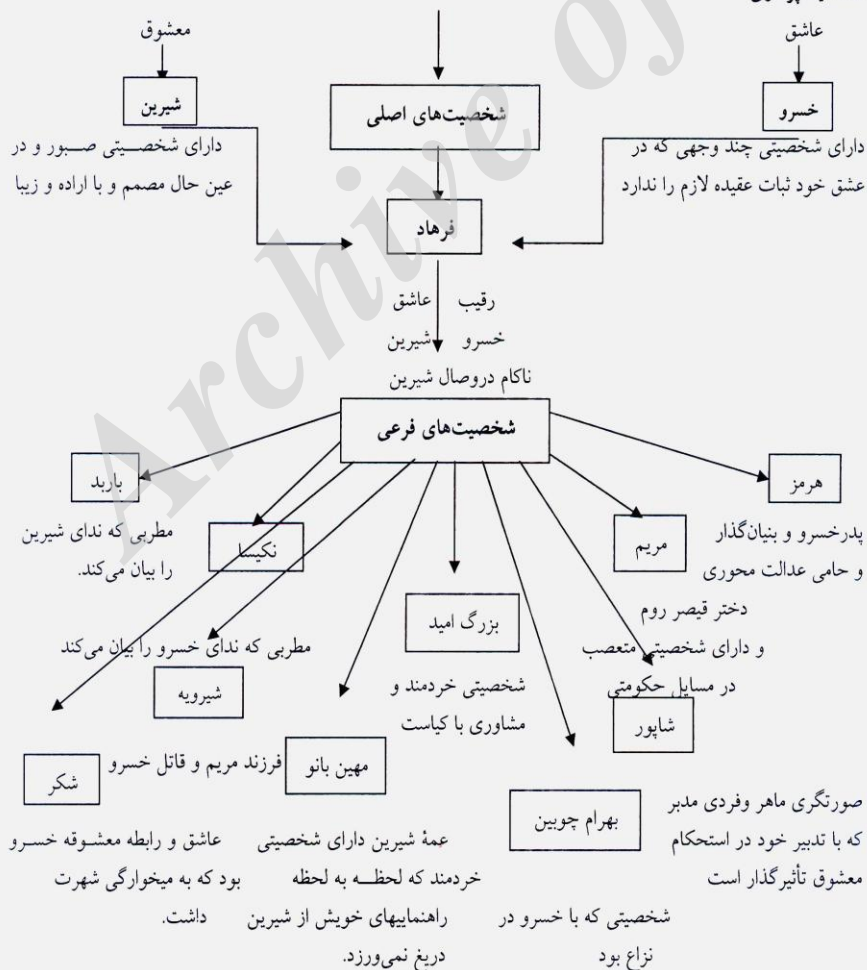 عاشق
معشوق
خسرو
شخصیت‌های اصلی
شیرین
دارای شخصیتی چند وجهی که در
عشق خود ثبات عقیده لازم را ندارد
دارای شخصیتی صبور و در
عین حال مصمم و با اراده و زیبا
فرهاد
رقیب عاشق
خسرو شیرین
ناکام دروصال شیرین
شخصیت‌های فرعی
هرمز
پدرخسرو و بنیان‌گذار
و حامی عدالت محوری
مریم
دختر قیصر روم
و دارای شخصیتی متعصب
در مسایل حکومتی
شاپور
صورتگری ماهر وفردی مدبر
که با تدبیر خود در استحکام
معشوق تأثیرگذار است
بهرام چوبین
شخصیتی که با خسرو در
نزاع بود
بزرگ امید
شخصیتی خردمند و
مشاوری با کیاست
مهین بانو
عمهٔ شیرین دارای شخصیتی
خردمند که لحظه به لحظه
راهنماییهای خویش از شیرین
دریغ نمی‌ورزد.
باربد
مطربی که ندای شیرین
را بیان می‌کند.
نکیسا
مطربی که ندای خسرو را بیان می‌کند
شیرویه
فرزند مریم و قاتل خسرو
شکر
عاشق و رابطه معشوقه خسرو
بود که به میخوارگی شهرت
داشت.
Archive of